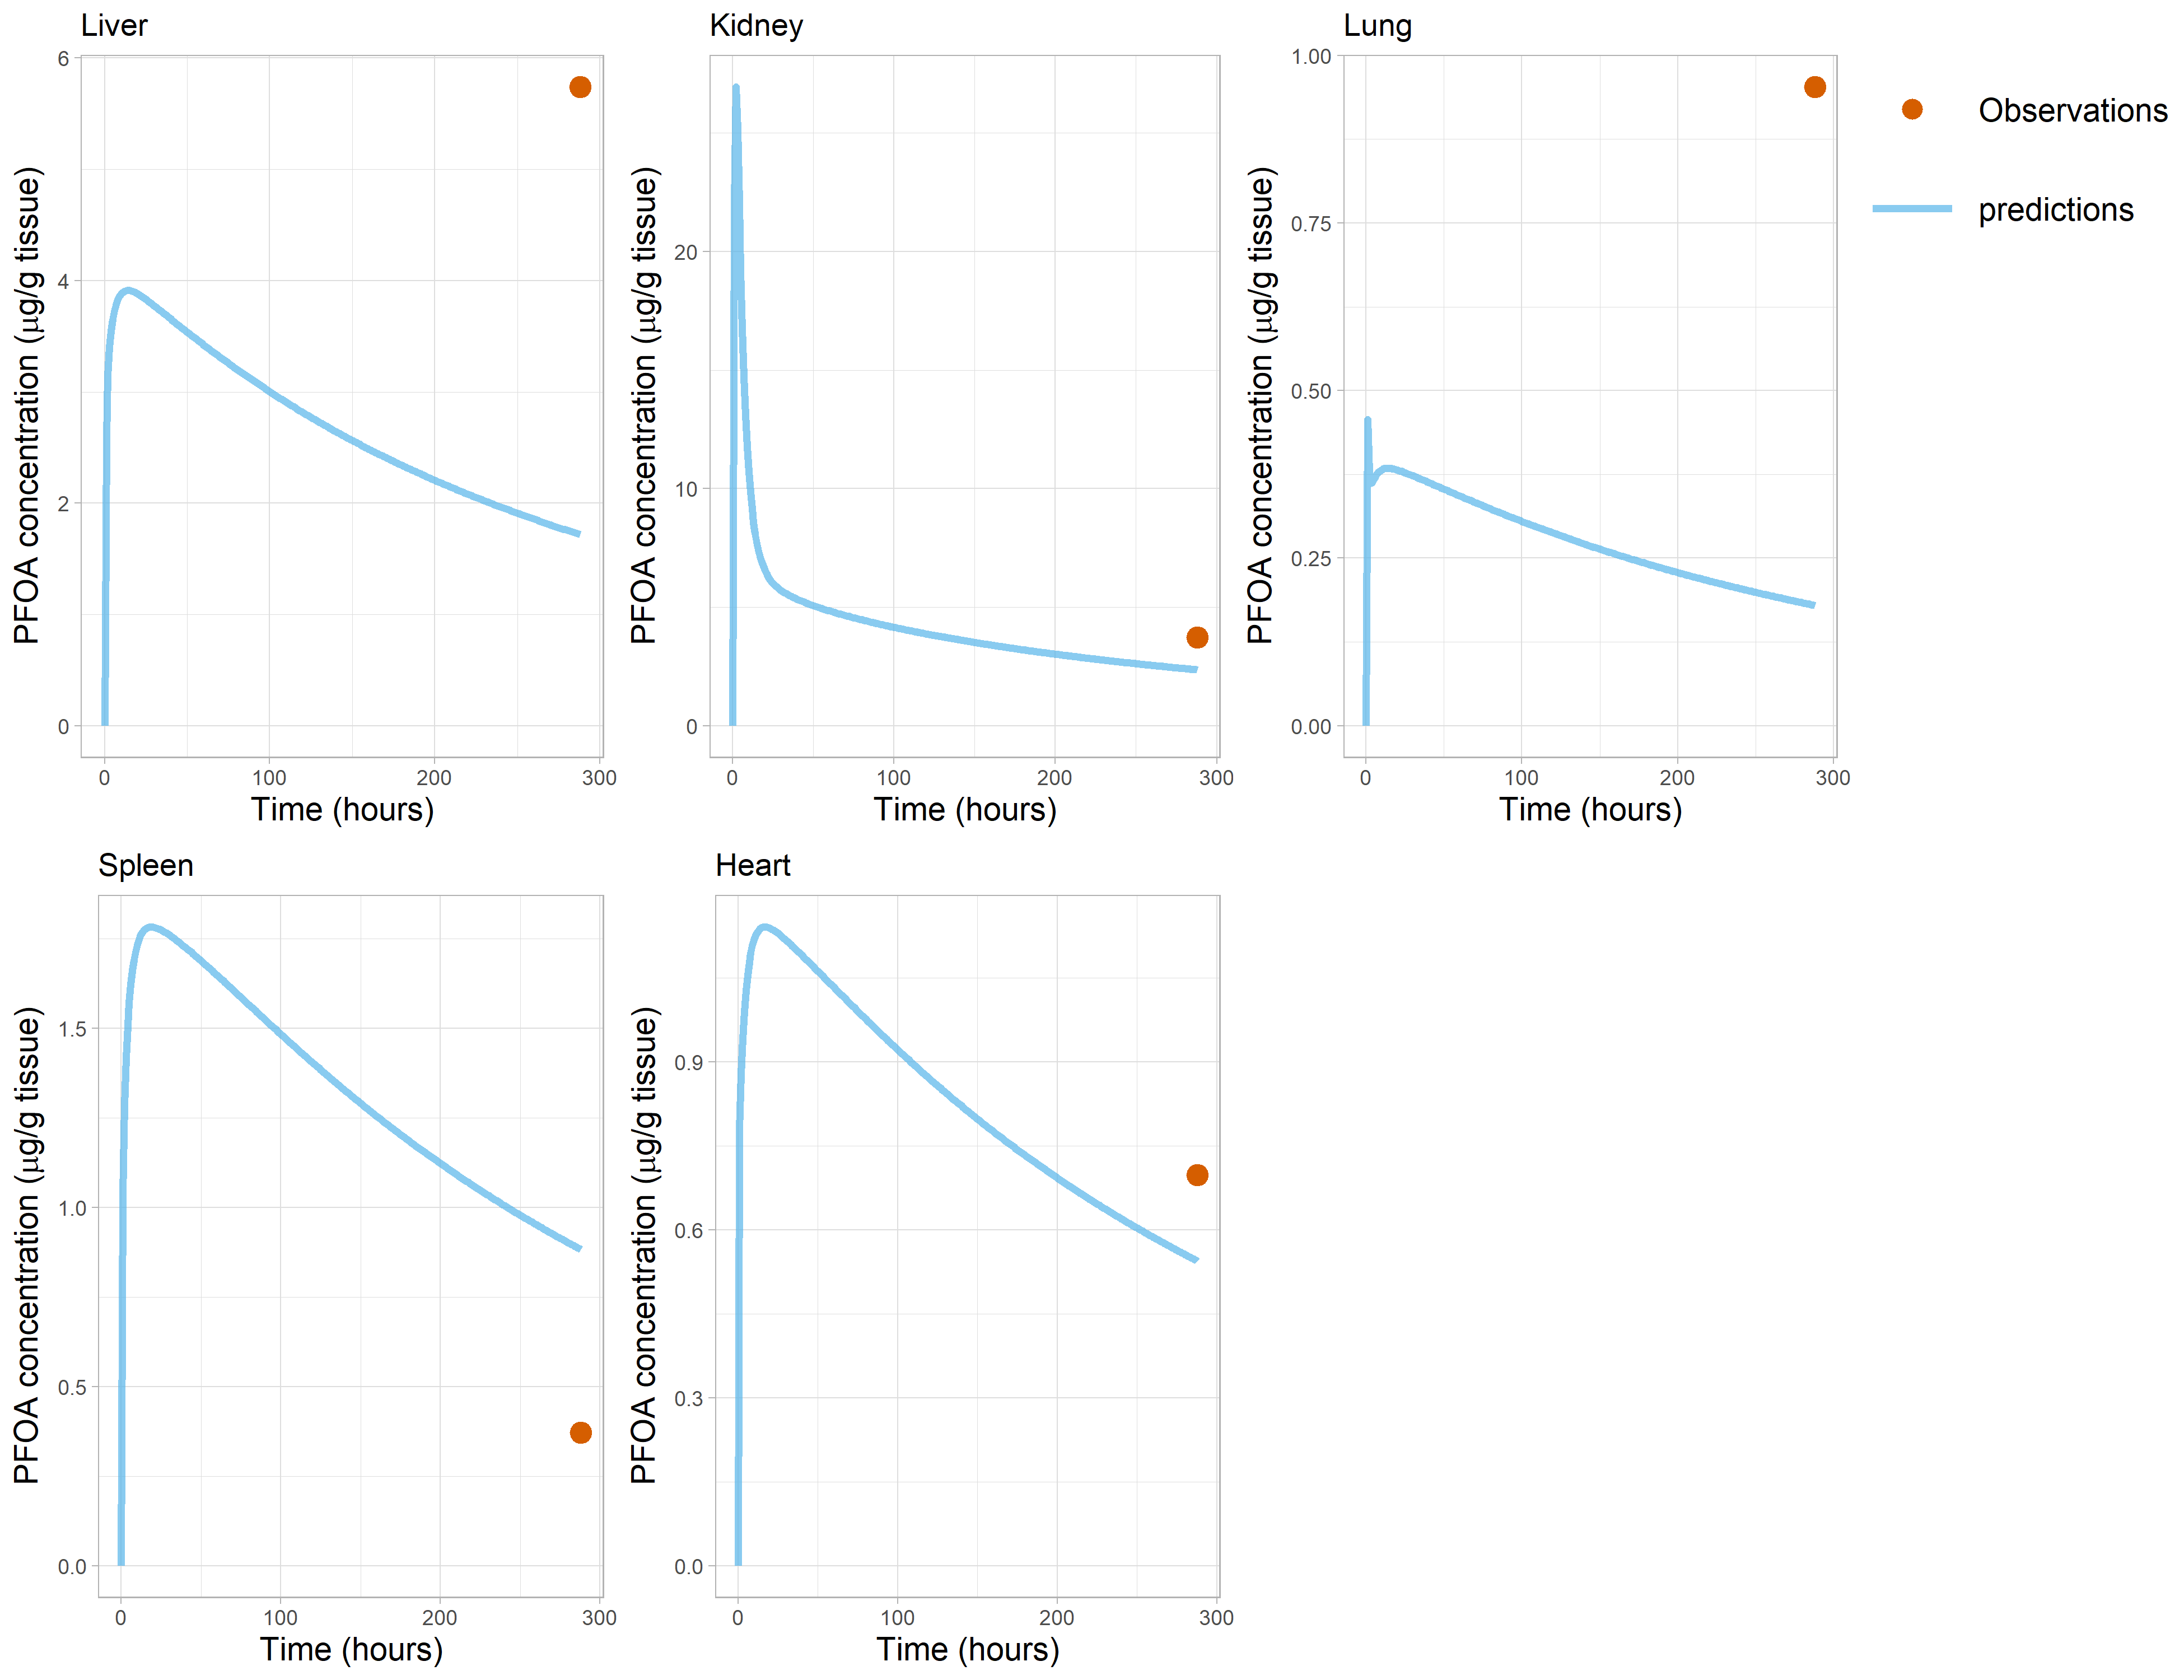 Liver
PFOA concentration (μg/g tissue)
6
4
2
0
0 100 200 300
Time (hours)
Kidney
PFOA concentration (μg/g tissue)
20
10
0
0 100 200 300
Time (hours)
Lung
PFOA concentration (μg/g tissue)
1.00
0.75
0.50
0.25
0.00
0 100 200 300
Time (hours)
Observations
predictions
Spleen
PFOA concentration (μg/g tissue)
1.5
1.0
0.5
0.0
0 100 200 300
Time (hours)
Heart
PFOA concentration (μg/g tissue)
0.9
0.6
0.3
0.0
0 100 200 300
Time (hours)